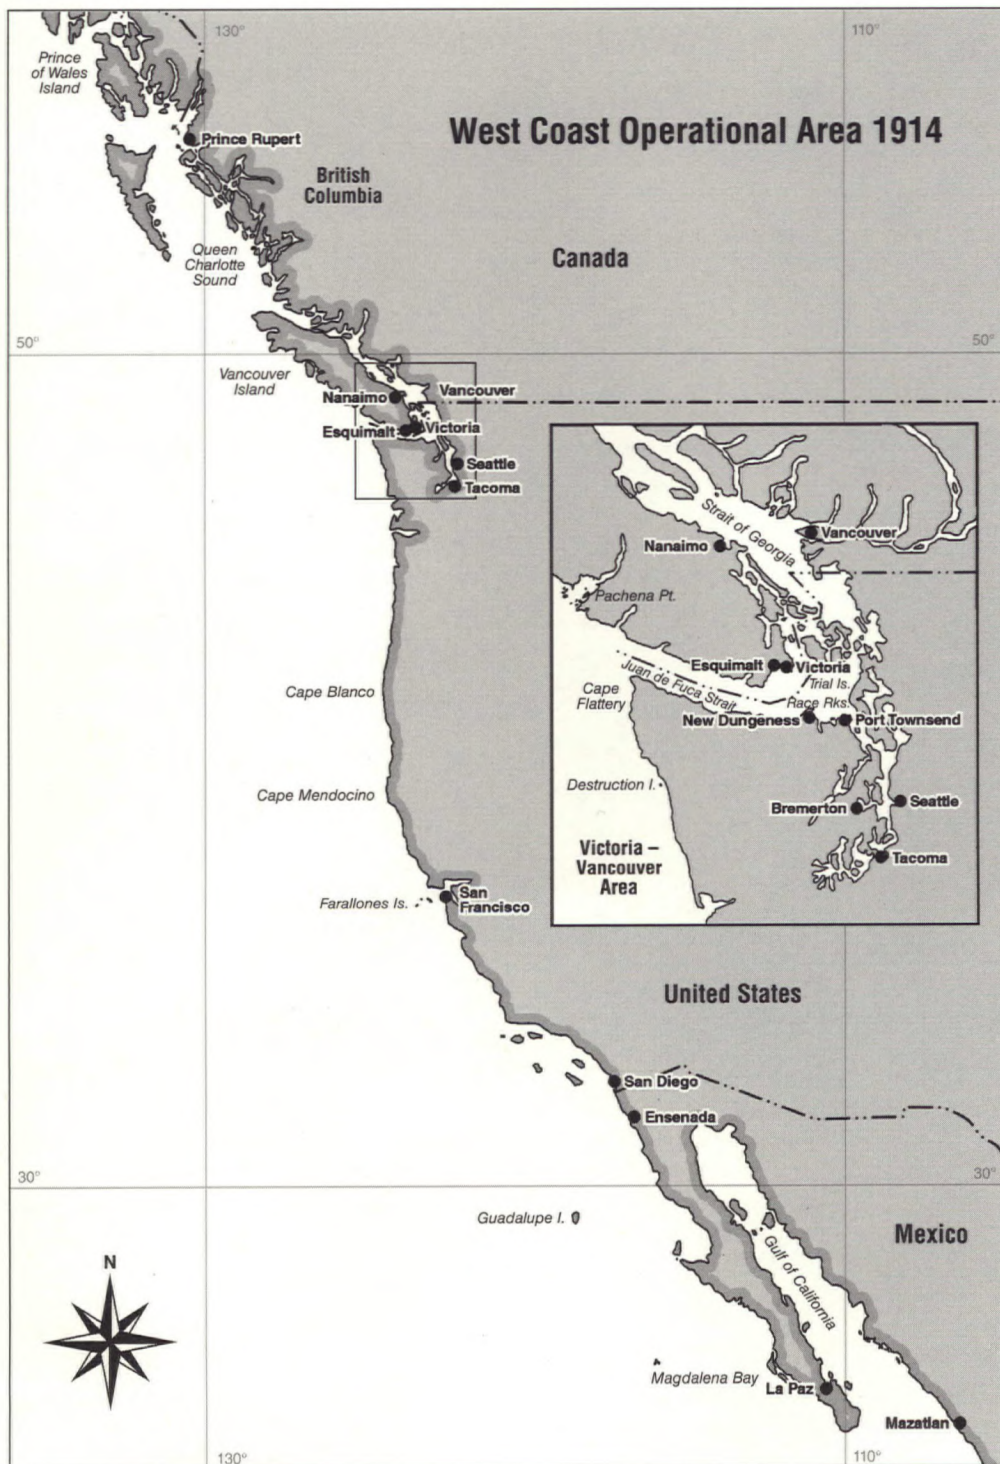 130°
110°
Prince
of Wales
Island
West Coast Operational Area 1914
Prince Rupert
British
Columbia
Queen
Charlotte
Sound
Canada
50°
50°
Vancouver
Island
Vancouver
Nanaimo
Esquimalt
Victoria
Seattle
Tacoma
Strait of Georgia
Vancouver
Nanaimo
Pachena Pt.
Esquimalt
Victoria
Trial Is.
Juan de Fuca Strait
Cape
Flattery
Race Rks.
New Dungeness
Port Townsend
Destruction I.
Bremerton
Seattle
Victoria –
Vancouver
Area
Tacoma
Cape Blanco
Cape Mendocino
Farallones Is.
San
Francisco
United States
San Diego
Ensenada
30°
30°
Guadalupe I.
Mexico
Gulf of California
N
Magdalena Bay
La Paz
Mazatlan
130°
110°